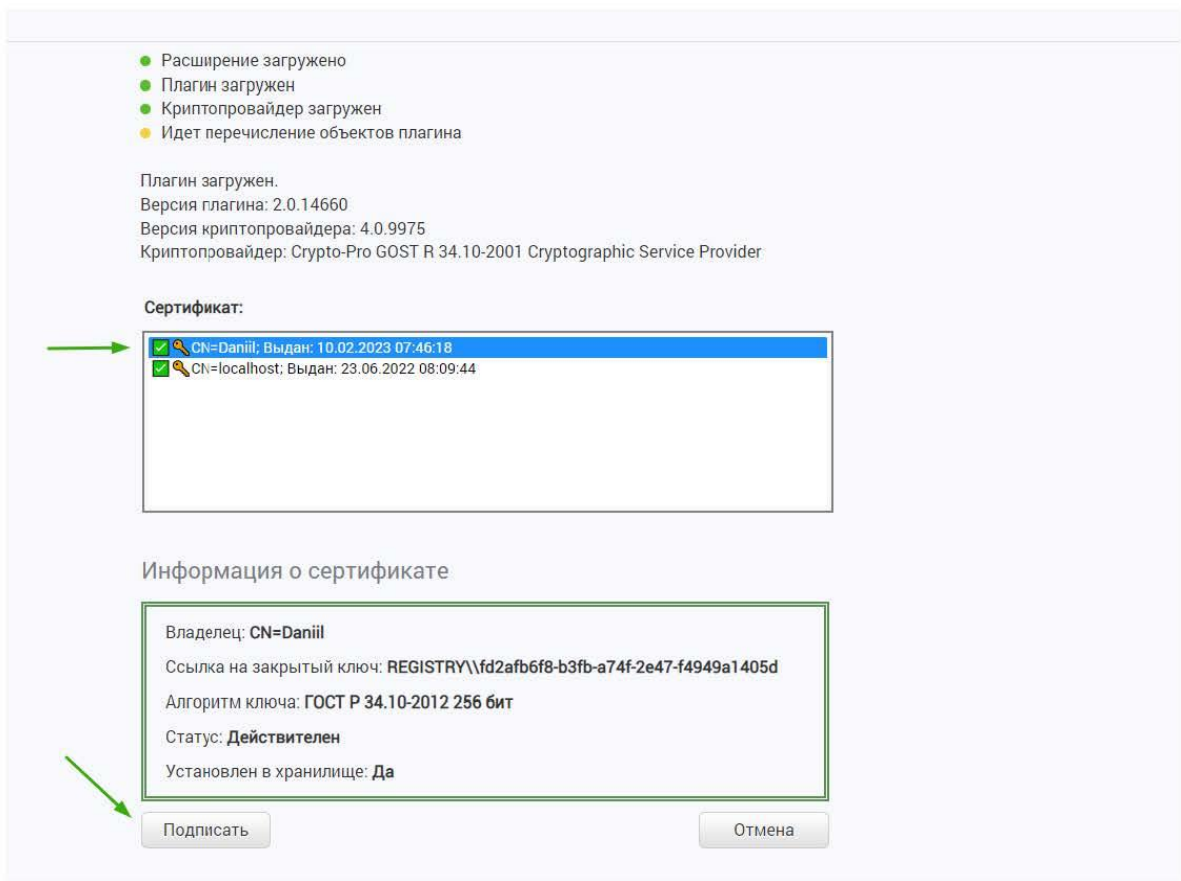 Расширение загружено
Плагин загружен
Криптопровайдер загружен
Идет перечисление объектов плагина
Плагин загружен.
Версия глагина: 2.0.14660
Версия криптопровайдера: 4.0.9975
Криптопровайдер: Crypto-Pro GOST R 34.10-2001 Cryptographic Service Provider
Сертификат:
CN=Daniil; Выдан: 10.02.2023 07:46:18
CN=localhost; Выдан: 23.06.2022 08:09:44
Информация о сертификате
Владелец: CN=Daniil
Ссылка на закрытый ключ: REGISTRY\\fd2afb6f8-b3fb-a74f-2e47-f4949a1405d
Алгоритм ключа: ГОСТ Р 34.10-2012 256 бит
Статус: Действителен
Установлен в хранилище: Да
Подписать Отмена